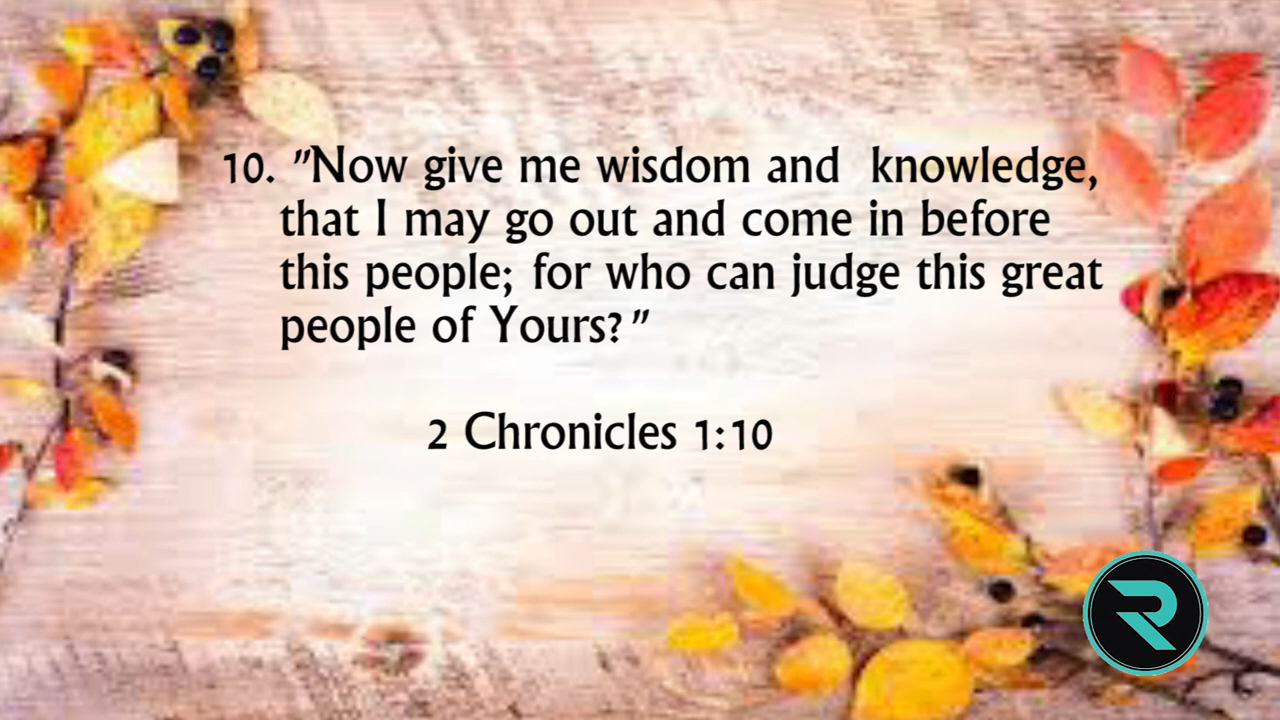 10. "Now give me wisdom and knowledge,
that I may go out and come in before
this people; for who can judge this great
people of Yours?"
2 Chronicles 1:10
R